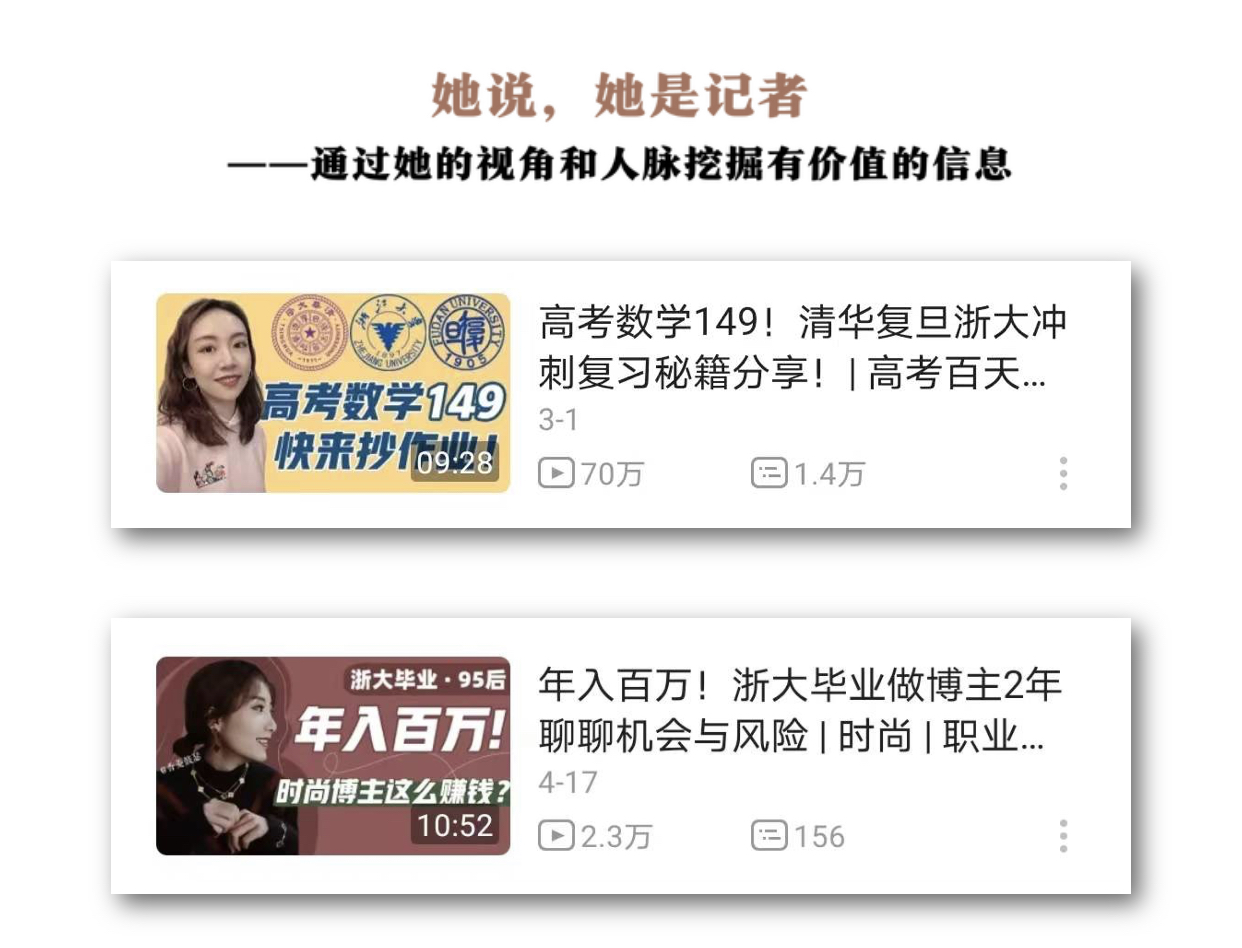 她说，她是记者
——通过她的视角和人脉挖掘有价值的信息
ZHEJIANG UNIVERSITY
1897
FUDAN UNIVERSITY
1905
高考数学149
快来抄作业!
09:28
高考数学149！清华复旦浙大冲
刺复习秘籍分享！| 高考百天...
3-1
70万
1.4万
浙大毕业·95后
年入百万!
时尚博主这么赚钱?
10:52
年入百万！浙大毕业做博主2年
聊聊机会与风险 | 时尚 | 职业...
4-17
2.3万
156